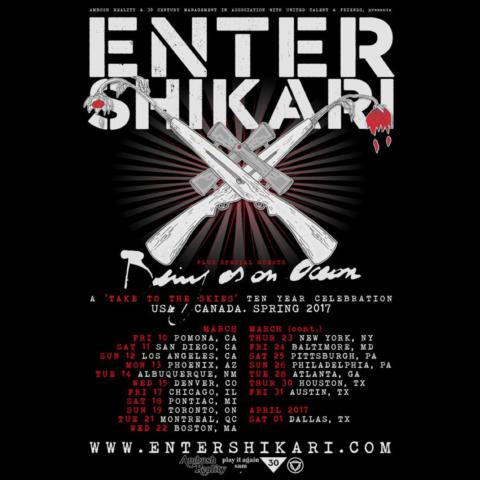 AMBUSH REALITY & 30 CENTURY MANAGEMENT IN ASSOCIATION WITH UNITED TALENT & FRIENDS, presents
ENTER
SHIKARI
PLUS SPECIAL GUESTS
Being as an Ocean
A 'TAKE TO THE SKIES' TEN YEAR CELEBRATION
USA / CANADA. SPRING 2017
MARCH
FRI 10 POMONA, CA
SAT 11 SAN DIEGO, CA
SUN 12 LOS ANGELES, CA
MON 13 PHOENIX, AZ
TUE 14 ALBUQUERQUE, NM
WED 15 DENVER, CO
FRI 17 CHICAGO, IL
SAT 18 PONTIAC, MI
SUN 19 TORONTO, ON
TUE 21 MONTREAL, QC
WED 22 BOSTON, MA
MARCH (cont.)
THUR 23 NEW YORK, NY
FRI 24 BALTIMORE, MD
SAT 25 PITTSBURGH, PA
SUN 26 PHILADELPHIA, PA
TUE 28 ATLANTA, GA
THUR 30 HOUSTON, TX
FRI 31 AUSTIN, TX
APRIL 2017
SAT 01 DALLAS, TX
WWW.ENTERSHIKARI.COM
Ambush Reality
play it again sam
30